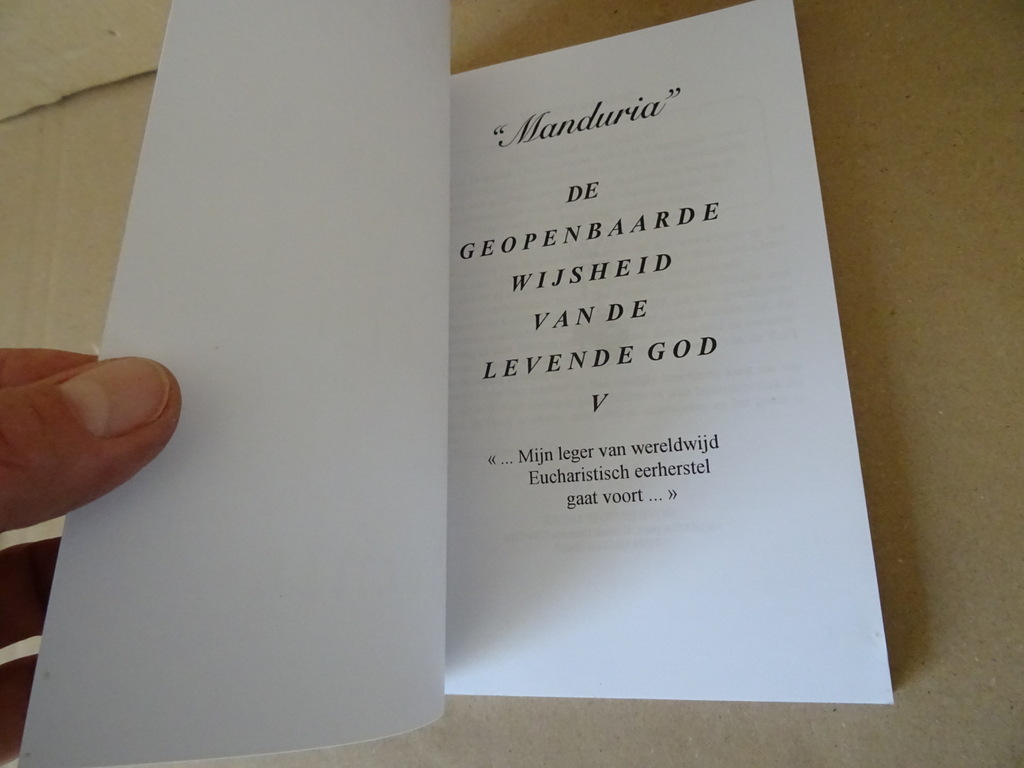 “Manduria”
DE
GEOPENBAARDE
WIJSHEID
VAN DE
LEVENDE GOD
V
« ... Mijn leger van wereldwijd
Eucharistisch eerherstel
gaat voort ... »